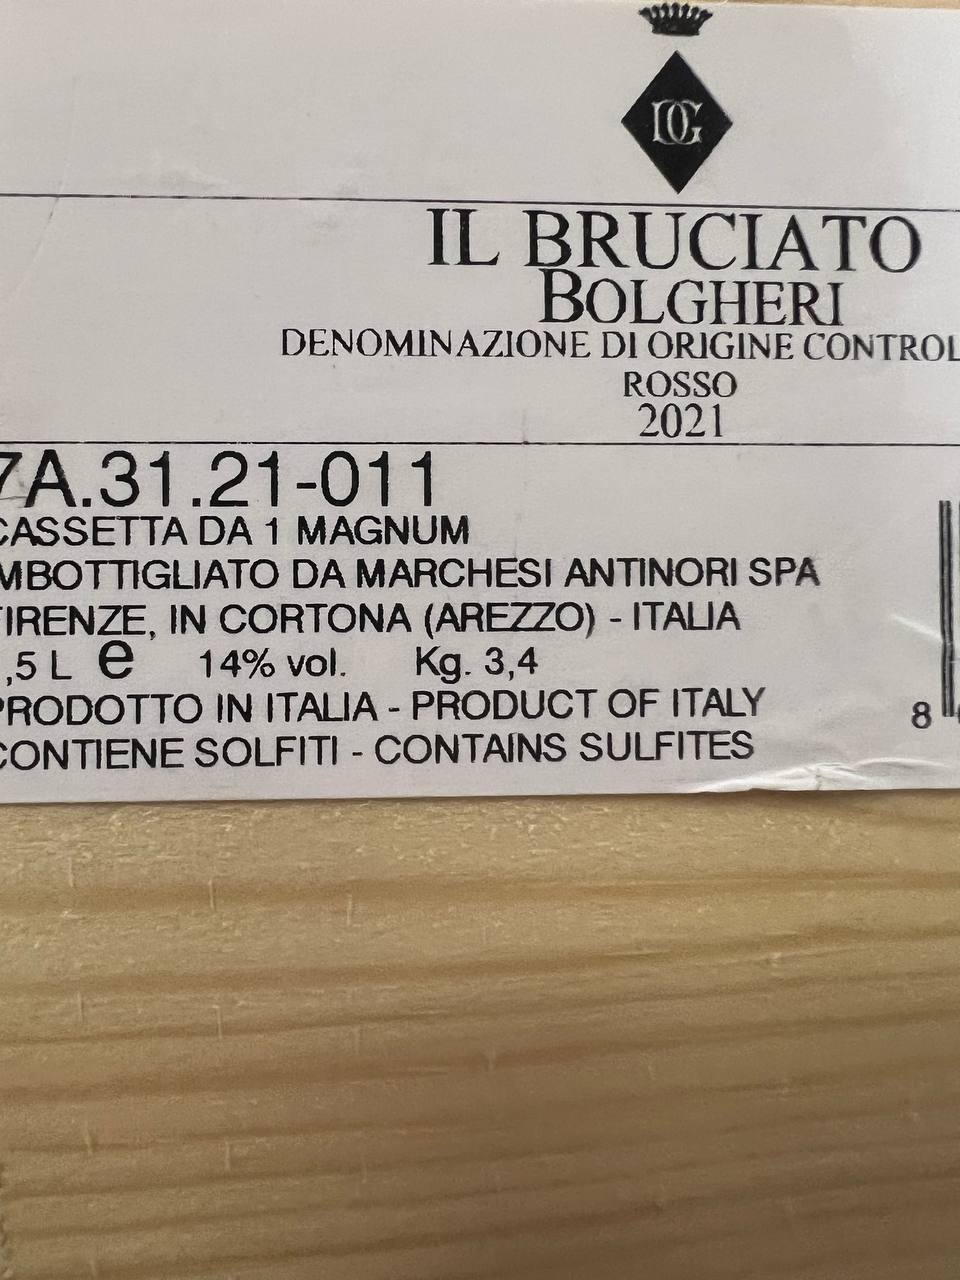 DG
IL BRUCIATO
BOLGHERI
DENOMINAZIONE DI ORIGINE CONTROL
ROSSO
2021
7A.31.21-011
CASSETTA DA 1 MAGNUM
MBOTTIGLIATO DA MARCHESI ANTINORI SPA
FIRENZE, IN CORTONA (AREZZO) - ITALIA
,5 L e 14% vol. Kg. 3,4
PRODOTTO IN ITALIA - PRODUCT OF ITALY
CONTIENE SOLFITI - CONTAINS SULFITES
8